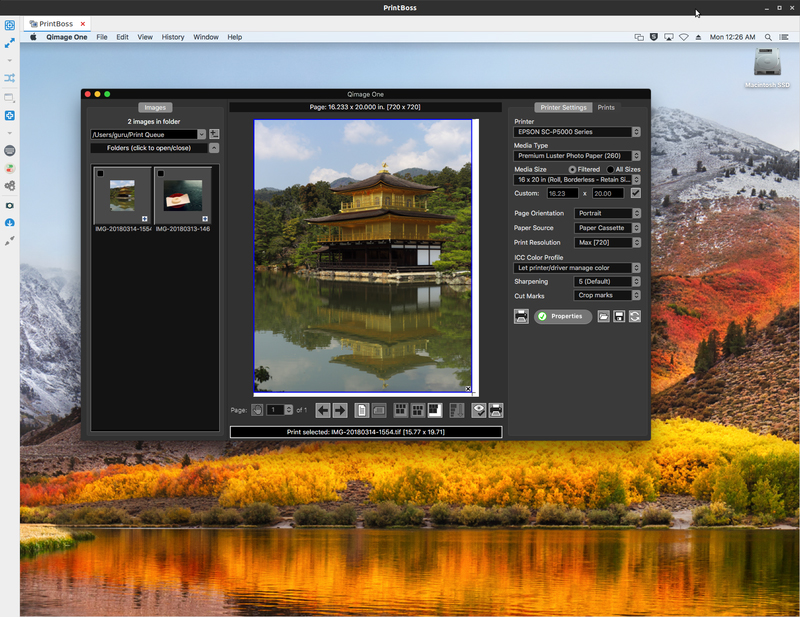 PrintBoss
PrintBoss
Qimage One File Edit View History Window Help
Mon 12:26 AM
Macintosh SSD
Qimage One
Images
2 images in folder
/Users/guru/Print Queue
Folders (click to open/close)
IMG-20180314-1554
IMG-20180313-146
Page: 16.233 x 20.000 in. [720 x 720]
Page: 1 of 1
Print selected: IMG-20180314-1554.tif [15.77 x 19.71]
Printer Settings Prints
Printer
EPSON SC-P5000 Series
Media Type
Premium Luster Photo Paper (260)
Media Size Filtered All Sizes
16 x 20 in (Roll, Borderless - Retain Si...
Custom: 16.23 x 20.00
Page Orientation Portrait
Paper Source Paper Cassette
Print Resolution Max [720]
ICC Color Profile
Let printer/driver manage color
Sharpening 5 (Default)
Cut Marks Crop marks
Properties